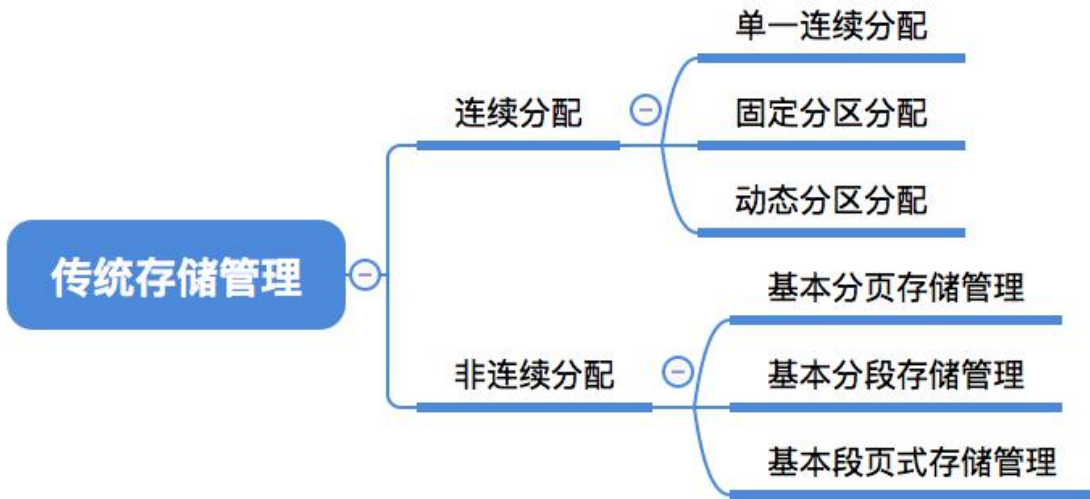 传统存储管理
连续分配
单一连续分配
固定分区分配
动态分区分配
非连续分配
基本分页存储管理
基本分段存储管理
基本段页式存储管理